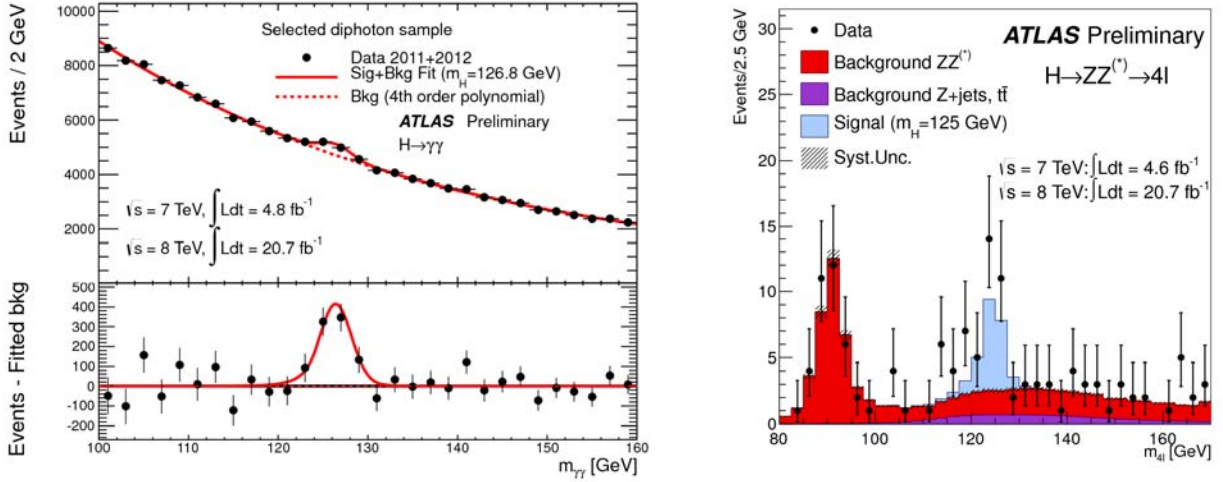 Events / 2 GeV
10000
8000
6000
4000
2000
Selected diphoton sample
Data 2011+2012
Sig+Bkg Fit (m_H=126.8 GeV)
Bkg (4th order polynomial)
ATLAS Preliminary
H→γγ
√s = 7 TeV, ∫Ldt = 4.8 fb⁻¹
√s = 8 TeV, ∫Ldt = 20.7 fb⁻¹
Events - Fitted bkg
500
400
300
200
100
0
-100
-200
100 110 120 130 140 150 160
m_γγ [GeV]
Events/2.5 GeV
30
25
20
15
10
5
0
Data
Background ZZ(*)
Background Z+jets, tt̄
Signal (m_H=125 GeV)
Syst.Unc.
ATLAS Preliminary
H→ZZ(*)→4l
√s = 7 TeV:∫Ldt = 4.6 fb⁻¹
√s = 8 TeV:∫Ldt = 20.7 fb⁻¹
80 100 120 140 160
m_4l [GeV]